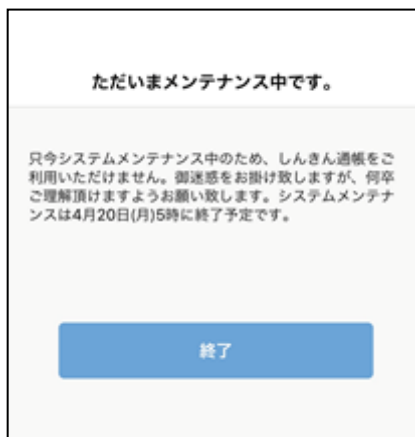 ただいまメンテナンス中です。
只今システムメンテナンス中のため、しんきん通帳をご
利用いただけません。御迷惑をお掛け致しますが、何卒
ご理解頂けますようお願い致します。システムメンテナ
ンスは4月20日(月)5時に終了予定です。
終了